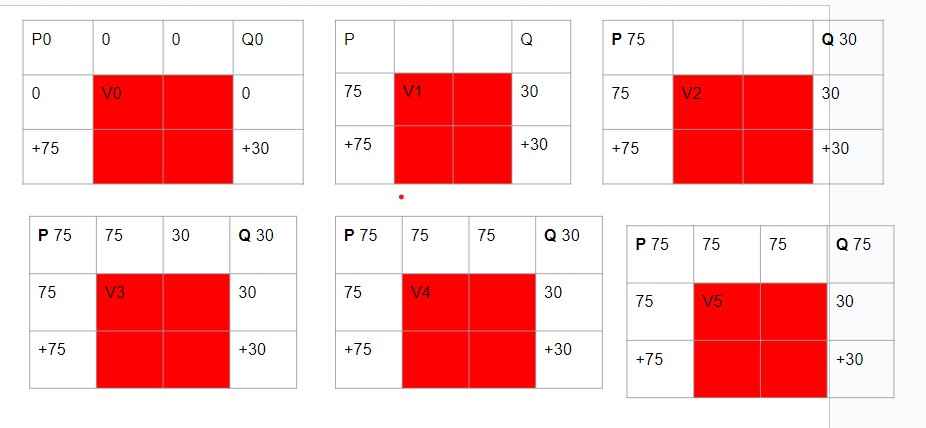 P0 0 0 Q0
0 V0 0
+75 +30
P Q
75 V1 30
+75 +30
P 75 Q 30
75 V2 30
+75 +30
P 75 75 30 Q 30
75 V3 30
+75 +30
P 75 75 75 Q 30
75 V4 30
+75 +30
P 75 75 75 Q 75
75 V5 30
+75 +30